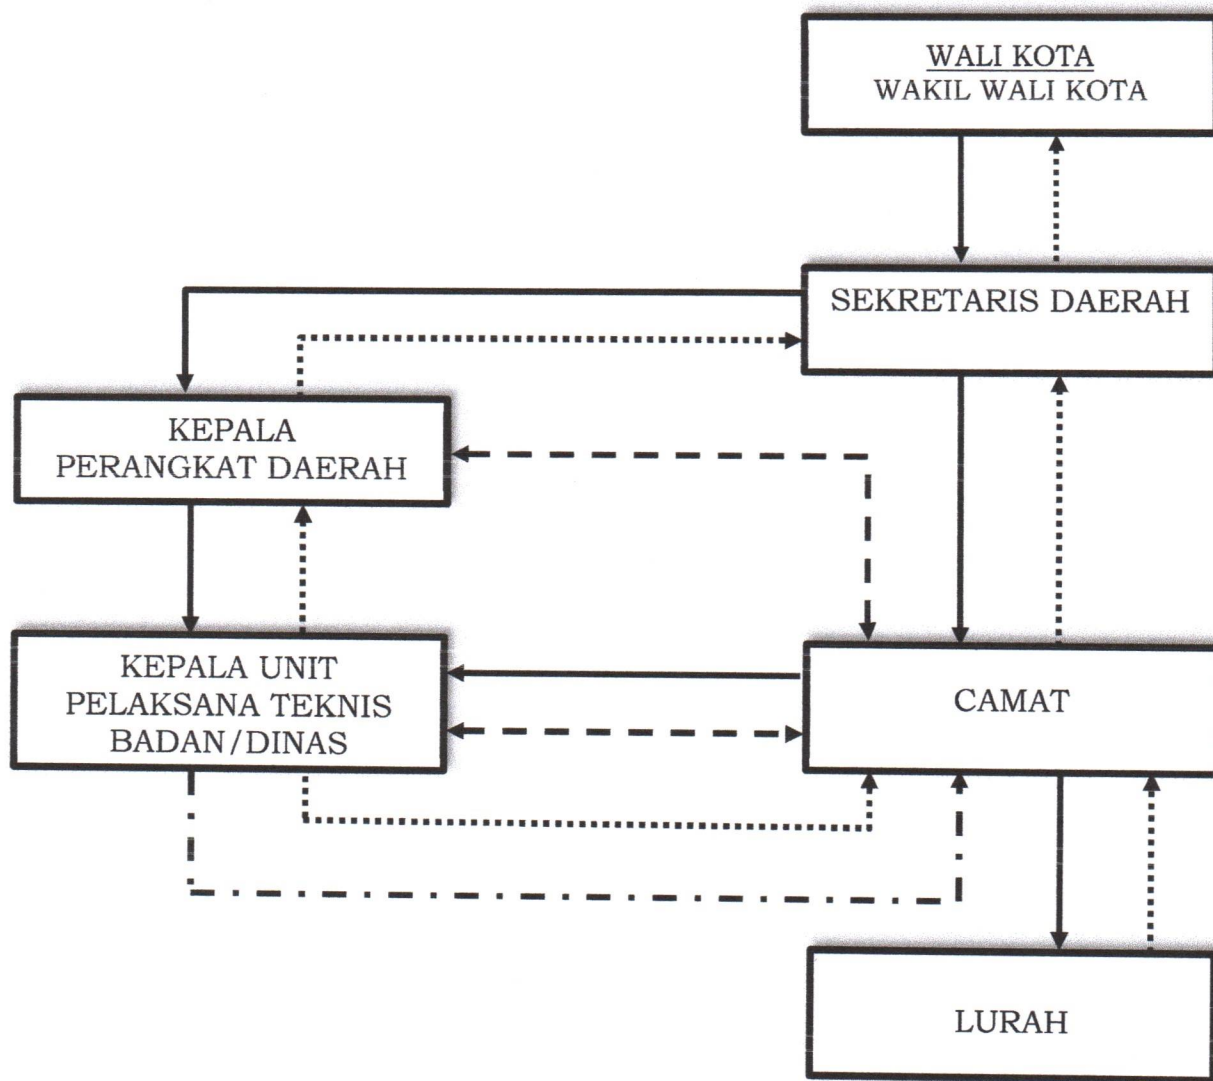 WALI KOTA
WAKIL WALI KOTA
SEKRETARIS DAERAH
KEPALA
PERANGKAT DAERAH
KEPALA UNIT
PELAKSANA TEKNIS
BADAN/DINAS
CAMAT
LURAH